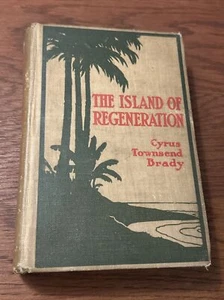 THE ISLAND OF
REGENERATION
Cyrus
Townsend
Brady